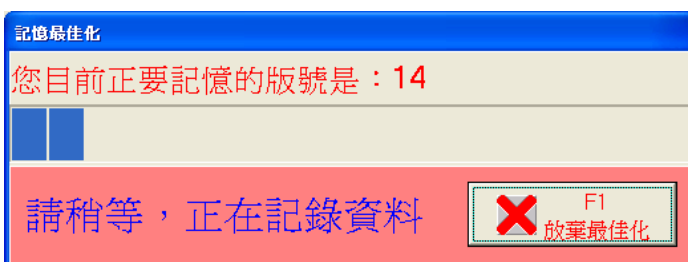 記憶最佳化
您目前正要記憶的版號是：14
請稍等，正在記錄資料
F1
放棄最佳化